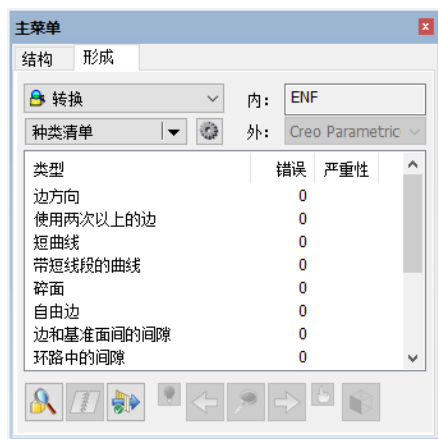 主菜单
结构 形成
转换 内: ENF
种类清单 外: Creo Parametric
类型 错误 严重性
边方向 0
使用两次以上的边 0
短曲线 0
带短线段的曲线 0
碎面 0
自由边 0
边和基准面间的间隙 0
环路中的间隙 0